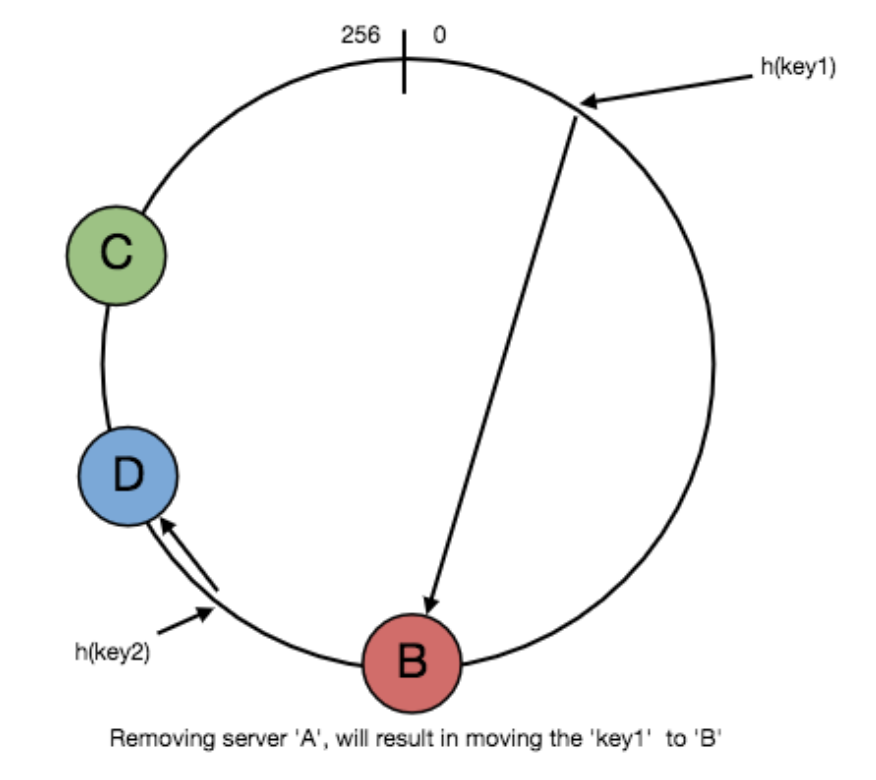 256
0
h(key1)
C
D
h(key2)
B
Removing server 'A', will result in moving the 'key1' to 'B'